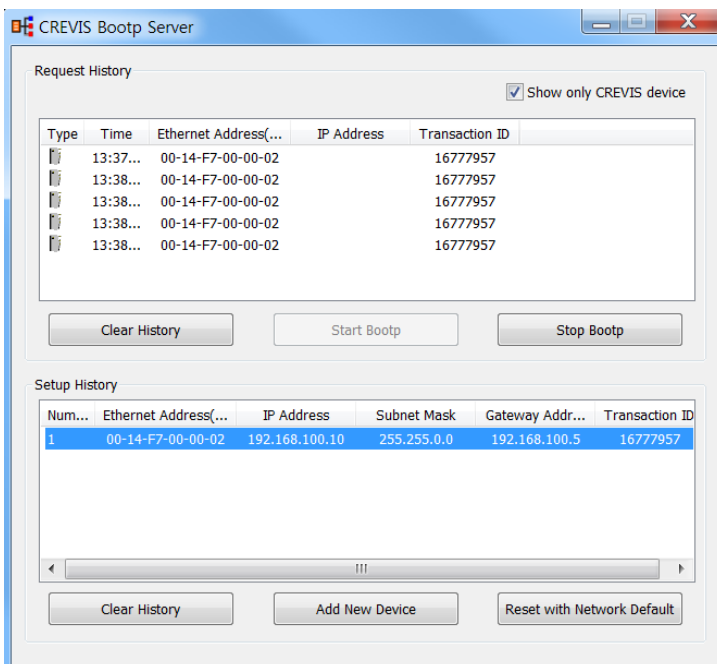 CREVIS Bootp Server
Request History
Show only CREVIS device
Type Time Ethernet Address(... IP Address Transaction ID
13:37... 00-14-F7-00-00-02 16777957
13:38... 00-14-F7-00-00-02 16777957
13:38... 00-14-F7-00-00-02 16777957
13:38... 00-14-F7-00-00-02 16777957
13:38... 00-14-F7-00-00-02 16777957
Clear History Start Bootp Stop Bootp
Setup History
Num... Ethernet Address(... IP Address Subnet Mask Gateway Addr... Transaction ID
1 00-14-F7-00-00-02 192.168.100.10 255.255.0.0 192.168.100.5 16777957
Clear History Add New Device Reset with Network Default